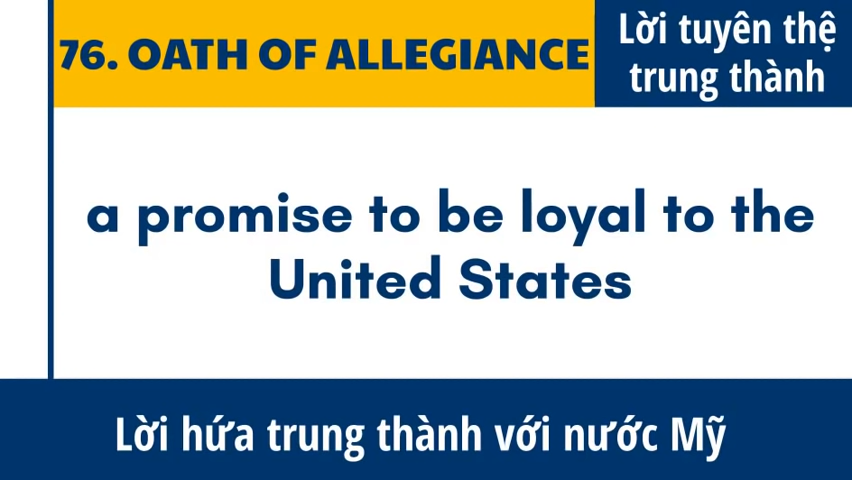 76. OATH OF ALLEGIANCE
Lời tuyên thệ
trung thành
a promise to be loyal to the
United States
Lời hứa trung thành với nước Mỹ